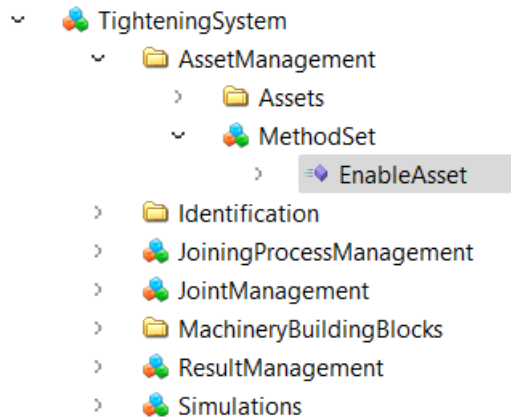 TighteningSystem
AssetManagement
Assets
MethodSet
EnableAsset
Identification
JoiningProcessManagement
JointManagement
MachineryBuildingBlocks
ResultManagement
Simulations